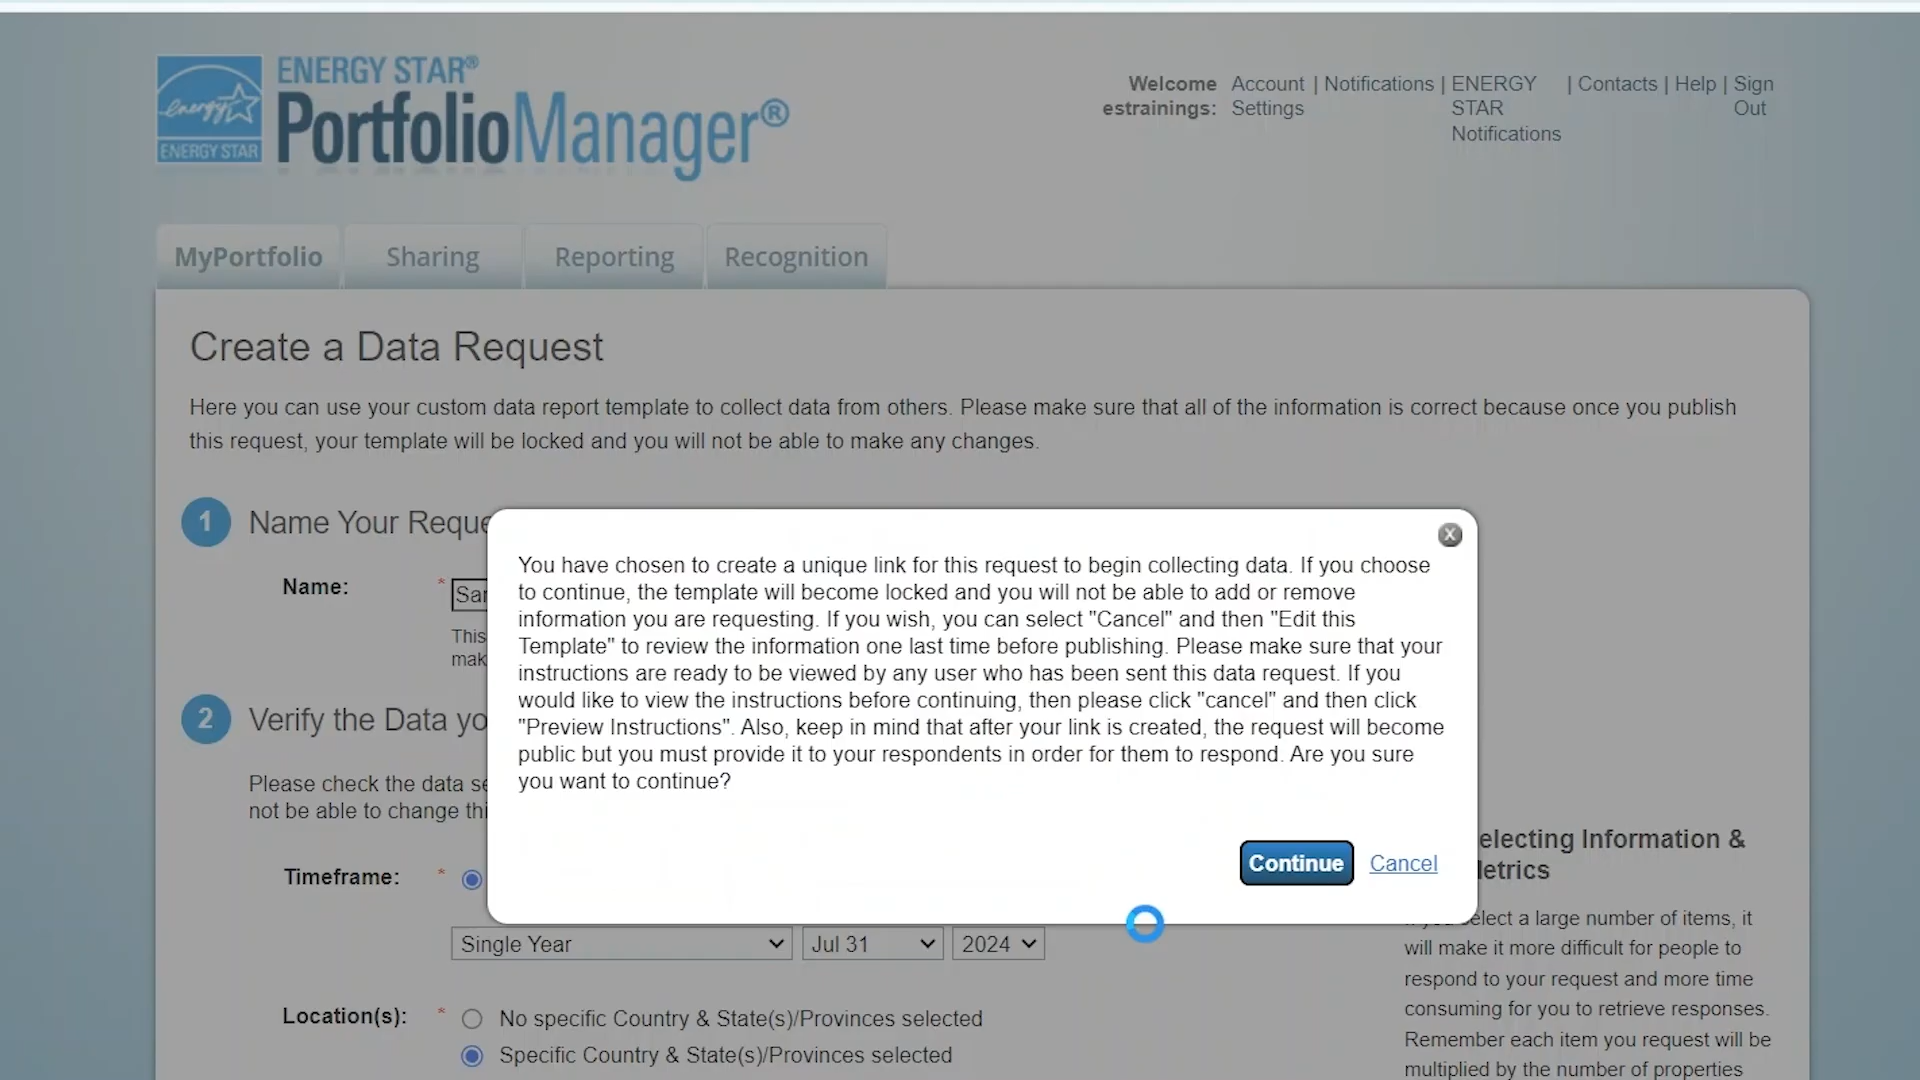 ENERGY STAR®
PortfolioManager®
energy
ENERGY STAR
Welcome estrainings:
Account Settings | Notifications | ENERGY STAR Notifications | Contacts | Help | Sign Out
MyPortfolio
Sharing
Reporting
Recognition
Create a Data Request
Here you can use your custom data report template to collect data from others. Please make sure that all of the information is correct because once you publish
this request, your template will be locked and you will not be able to make any changes.
1 Name Your Reque
Name: * Sar
This
mak
2 Verify the Data yo
Please check the data se
not be able to change thi
X
You have chosen to create a unique link for this request to begin collecting data. If you choose
to continue, the template will become locked and you will not be able to add or remove
information you are requesting. If you wish, you can select "Cancel" and then "Edit this
Template" to review the information one last time before publishing. Please make sure that your
instructions are ready to be viewed by any user who has been sent this data request. If you
would like to view the instructions before continuing, then please click "cancel" and then click
"Preview Instructions". Also, keep in mind that after your link is created, the request will become
public but you must provide it to your respondents in order for them to respond. Are you sure
you want to continue?
Continue Cancel
Timeframe: *
Single Year Jul 31 2024
Location(s): * No specific Country & State(s)/Provinces selected
Specific Country & State(s)/Provinces selected
electing Information &
etrics
elect a large number of items, it
will make it more difficult for people to
respond to your request and more time
consuming for you to retrieve responses.
Remember each item you request will be
multiplied by the number of properties